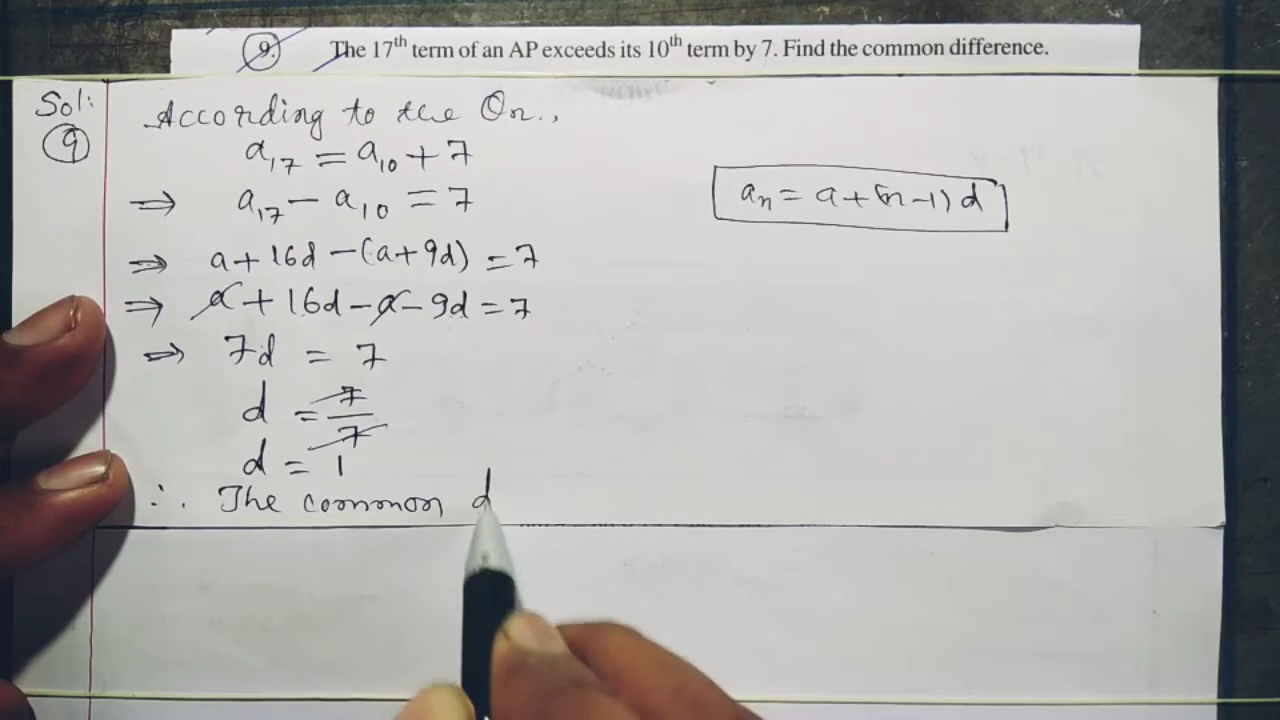 9. The 17th term of an AP exceeds its 10th term by 7. Find the common difference.
Sol:
9
According to the Qn.,
a₁₇ = a₁₀ + 7
⇒ a₁₇ − a₁₀ = 7
aₙ = a + (n−1) d
⇒ a + 16d − (a + 9d) = 7
⇒ a + 16d − a − 9d = 7
⇒ 7d = 7
d = 7/7
d = 1
∴ The common d